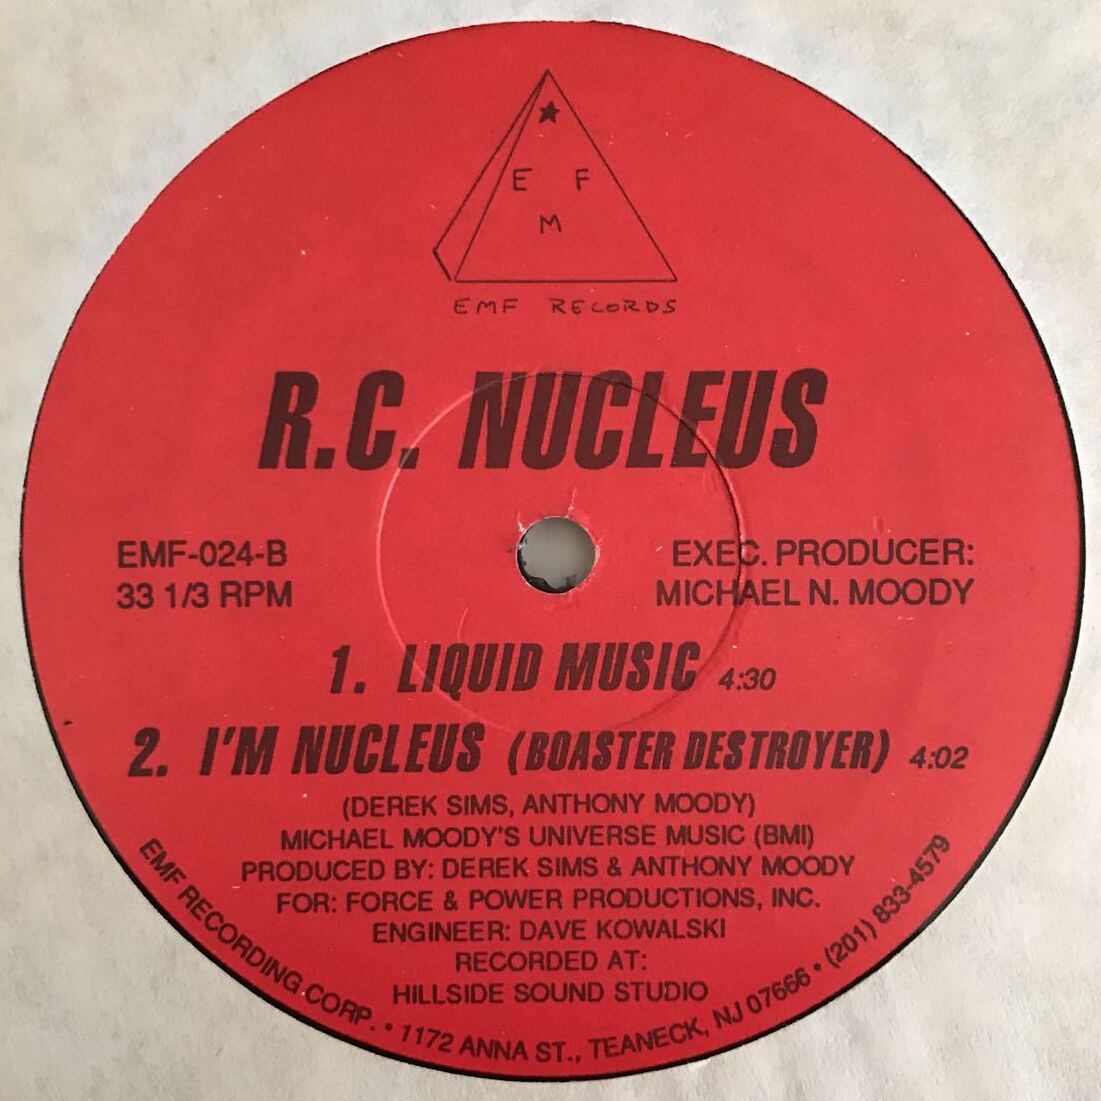 E F
M
EMF RECORDS
R.C. NUCLEUS
EMF-024-B
33 1/3 RPM
EXEC. PRODUCER:
MICHAEL N. MOODY
1. LIQUID MUSIC 4:30
2. I'M NUCLEUS (BOASTER DESTROYER) 4:02
(DEREK SIMS, ANTHONY MOODY)
MICHAEL MOODY'S UNIVERSE MUSIC (BMI)
PRODUCED BY: DEREK SIMS & ANTHONY MOODY
FOR: FORCE & POWER PRODUCTIONS, INC.
ENGINEER: DAVE KOWALSKI
RECORDED AT:
HILLSIDE SOUND STUDIO
EMF RECORDING CORP. • 1172 ANNA ST., TEANECK, NJ 07666 • (201) 833-4579